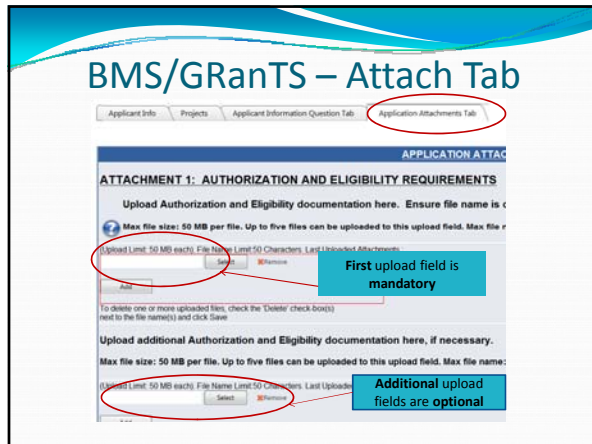 BMS/GRanTS – Attach Tab
Applicant Info Projects Applicant Information Question Tab Application Attachments Tab
APPLICATION ATTAC
ATTACHMENT 1: AUTHORIZATION AND ELIGIBILITY REQUIREMENTS
Upload Authorization and Eligibility documentation here. Ensure file name is c
Max file size: 50 MB per file. Up to five files can be uploaded to this upload field. Max file n
(Upload Limit: 50 MB each) File Name Limit:50 Characters Last Uploaded Attachments :
Select Remove
First upload field is
mandatory
Add
To delete one or more uploaded files, check the 'Delete' check-box(s)
next to the file name(s) and click Save
Upload additional Authorization and Eligibility documentation here, if necessary.
Max file size: 50 MB per file. Up to five files can be uploaded to this upload field. Max file name:
(Upload Limit: 50 MB each) File Name Limit:50 Characters Last Uploade
Select Remove
Additional upload
fields are optional
Add